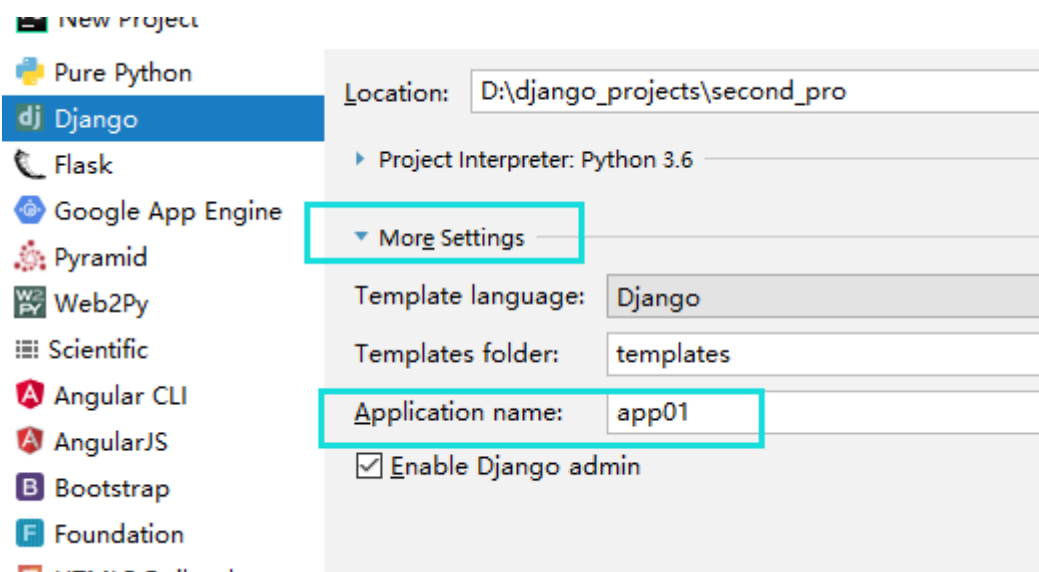 New Project
Pure Python
Django
Flask
Google App Engine
Pyramid
Web2Py
Scientific
Angular CLI
AngularJS
Bootstrap
Foundation
Location: D:\django_projects\second_pro
Project Interpreter: Python 3.6
More Settings
Template language: Django
Templates folder: templates
Application name: app01
Enable Django admin